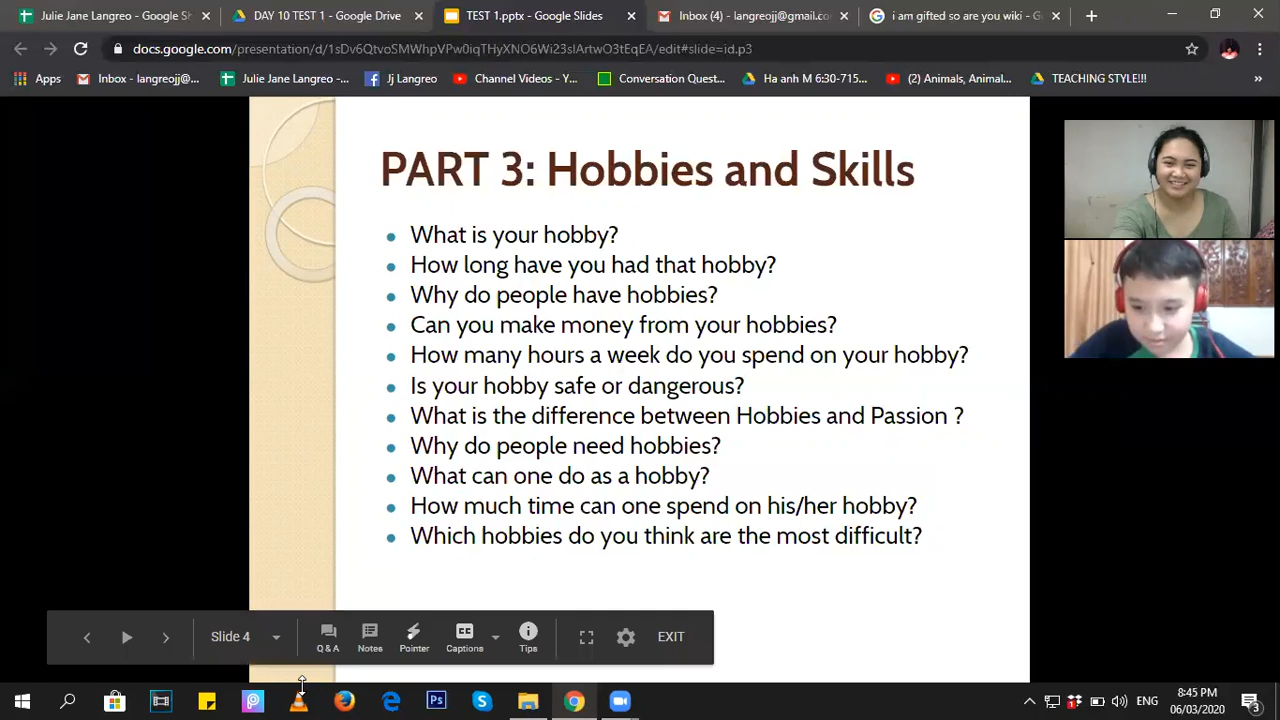 Julie Jane Langreo : Google S
DAY 10 TEST 1 - Google Drive
TEST 1.pptx - Google Slides
Inbox (4) - langreojj@gmail.co
i am gifted so are you wiki - Go
docs.google.com/presentation/d/1sDv6QtvoSMWhpVPw0iqTHyXNO6Wi23slArtwO3tEqEA/edit#slide=id.p3
Apps
Inbox - langreojj@...
Julie Jane Langreo -...
Jj Langreo
Channel Videos - Y...
Conversation Quest...
Ha anh M 6:30-715...
(2) Animals, Animal...
TEACHING STYLE!!!
»
PART 3: Hobbies and Skills
• What is your hobby?
• How long have you had that hobby?
• Why do people have hobbies?
• Can you make money from your hobbies?
• How many hours a week do you spend on your hobby?
• Is your hobby safe or dangerous?
• What is the difference between Hobbies and Passion ?
• Why do people need hobbies?
• What can one do as a hobby?
• How much time can one spend on his/her hobby?
• Which hobbies do you think are the most difficult?
Slide 4
Q & A
Notes
Pointer
Captions
Tips
EXIT
Ps
ENG
8:45 PM
06/03/2020
3